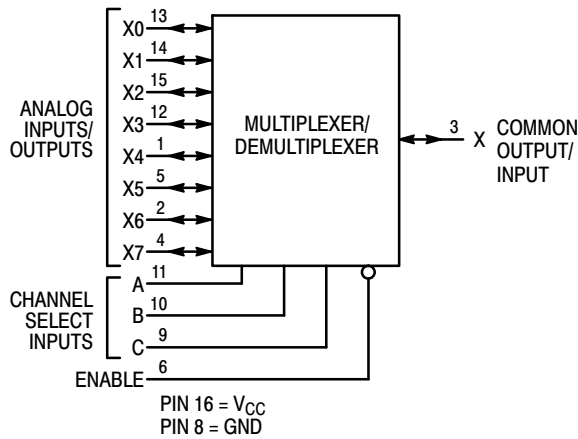 ANALOG
INPUTS/
OUTPUTS
X0 13
X1 14
X2 15
X3 12
X4 1
X5 5
X6 2
X7 4
MULTIPLEXER/
DEMULTIPLEXER
3 X COMMON
OUTPUT/
INPUT
CHANNEL
SELECT
INPUTS
A 11
B 10
C 9
ENABLE 6
PIN 16 = VCC
PIN 8 = GND